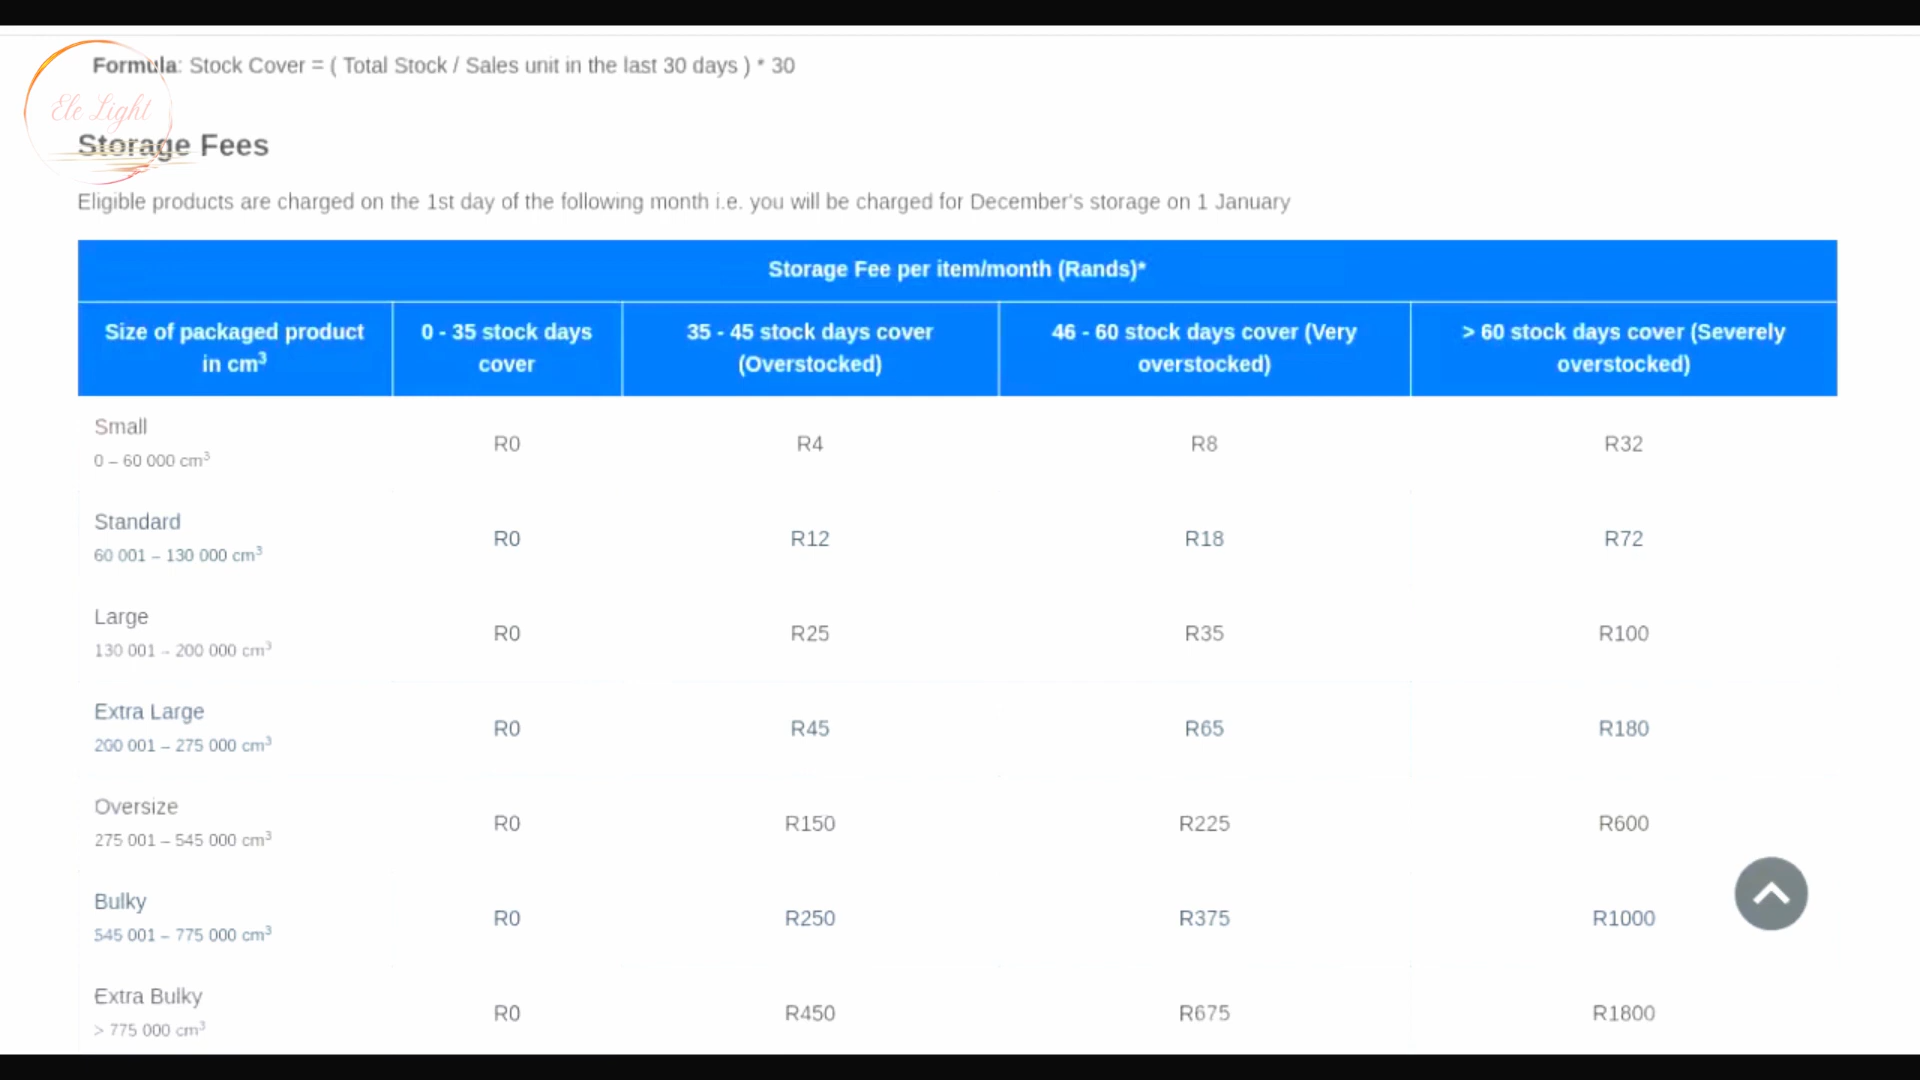 Formula: Stock Cover = ( Total Stock / Sales unit in the last 30 days ) * 30
Ele Light
Storage Fees
Eligible products are charged on the 1st day of the following month i.e. you will be charged for December's storage on 1 January
Storage Fee per item/month (Rands)*
Size of packaged product in cm³
0 - 35 stock days cover
35 - 45 stock days cover (Overstocked)
46 - 60 stock days cover (Very overstocked)
> 60 stock days cover (Severely overstocked)
Small
0 – 60 000 cm³
R0
R4
R8
R32
Standard
60 001 – 130 000 cm³
R0
R12
R18
R72
Large
130 001 – 200 000 cm³
R0
R25
R35
R100
Extra Large
200 001 – 275 000 cm³
R0
R45
R65
R180
Oversize
275 001 – 545 000 cm³
R0
R150
R225
R600
Bulky
545 001 – 775 000 cm³
R0
R250
R375
R1000
Extra Bulky
> 775 000 cm³
R0
R450
R675
R1800